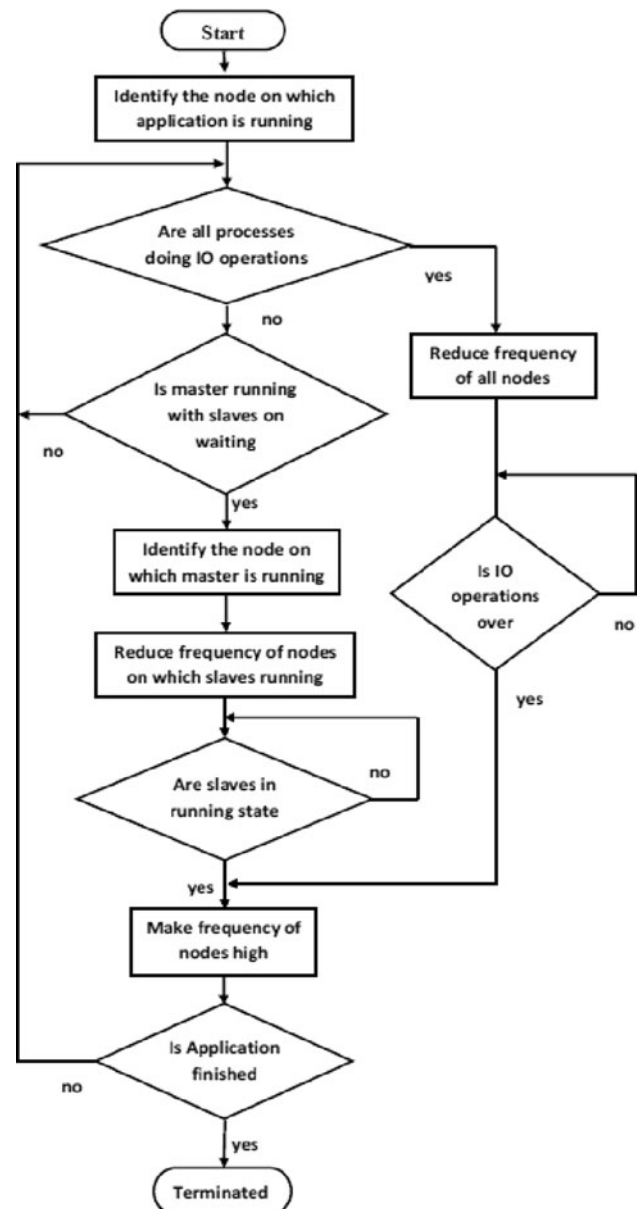 Start
Identify the node on which
application is running
Are all processes
doing IO operations
yes
no
Reduce frequency
of all nodes
Is master running
with slaves on
waiting
no
yes
Identify the node on
which master is running
Is IO
operations
over
no
Reduce frequency of nodes
on which slaves running
yes
Are slaves in
running state
no
yes
Make frequency of
nodes high
Is Application
finished
no
yes
Terminated